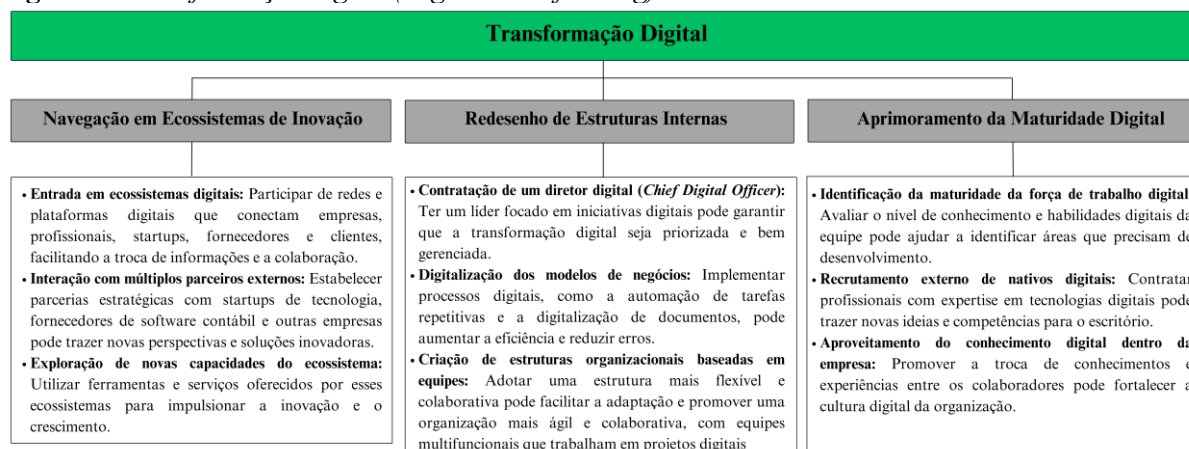 Transformação Digital
Navegação em Ecossistemas de Inovação
• Entrada em ecossistemas digitais: Participar de redes e
plataformas digitais que conectam empresas,
profissionais, startups, fornecedores e clientes,
facilitando a troca de informações e a colaboração.
• Interação com múltiplos parceiros externos: Estabelecer
parcerias estratégicas com startups de tecnologia,
fornecedores de software contábil e outras empresas
pode trazer novas perspectivas e soluções inovadoras.
• Exploração de novas capacidades do ecossistema:
Utilizar ferramentas e serviços oferecidos por esses
ecossistemas para impulsionar a inovação e o
crescimento.
Redesenho de Estruturas Internas
• Contratação de um diretor digital (Chief Digital Officer):
Ter um líder focado em iniciativas digitais pode garantir
que a transformação digital seja priorizada e bem
gerenciada.
• Digitalização dos modelos de negócios: Implementar
processos digitais, como a automação de tarefas
repetitivas e a digitalização de documentos, pode
aumentar a eficiência e reduzir erros.
• Criação de estruturas organizacionais baseadas em
equipes: Adotar uma estrutura mais flexível e
colaborativa pode facilitar a adaptação e promover uma
organização mais ágil e colaborativa, com equipes
multifuncionais que trabalham em projetos digitais
Aprimoramento da Maturidade Digital
• Identificação da maturidade da força de trabalho digital
Avaliar o nível de conhecimento e habilidades digitais da
equipe pode ajudar a identificar áreas que precisam de
desenvolvimento.
• Recrutamento externo de nativos digitais: Contratar
profissionais com expertise em tecnologias digitais pode
trazer novas ideias e competências para o escritório.
• Aproveitamento do conhecimento digital dentro da
empresa: Promover a troca de conhecimentos e
experiências entre os colaboradores pode fortalecer a
cultura digital da organização.